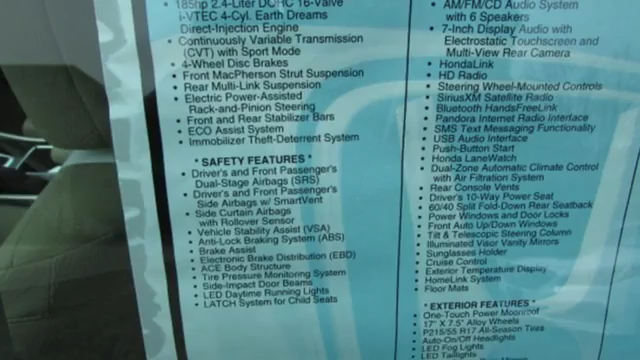 • 185hp 2.4-Liter DOHC 16-Valve
i-VTEC 4-Cyl. Earth Dreams
Direct-Injection Engine
• Continuously Variable Transmission
(CVT) with Sport Mode
• 4-Wheel Disc Brakes
• Front MacPherson Strut Suspension
• Rear Multi-Link Suspension
• Electric Power-Assisted
Rack-and-Pinion Steering
• Front and Rear Stabilizer Bars
• ECO Assist System
• Immobilizer Theft-Deterrent System
* SAFETY FEATURES *
• Driver's and Front Passenger's
Dual-Stage Airbags (SRS)
• Driver's and Front Passenger's
Side Airbags w/ SmartVent
• Side Curtain Airbags
with Rollover Sensor
• Vehicle Stability Assist (VSA)
• Anti-Lock Braking System (ABS)
• Brake Assist
• Electronic Brake Distribution (EBD)
• ACE Body Structure
• Tire Pressure Monitoring System
• Side-Impact Door Beams
• LED Daytime Running Lights
• LATCH System for Child Seats
• AM/FM/CD Audio System
with 6 Speakers
• 7-Inch Display Audio with
Electrostatic Touchscreen and
Multi-View Rear Camera
• HondaLink
• HD Radio
• Steering Wheel-Mounted Controls
• SiriusXM Satellite Radio
• Bluetooth HandsFreeLink
• Pandora Internet Radio Interface
• SMS Text Messaging Functionality
• USB Audio Interface
• Push-Button Start
• Honda LaneWatch
• Dual-Zone Automatic Climate Control
with Air Filtration System
• Rear Console Vents
• Driver's 10-Way Power Seat
• 60/40 Split Fold-Down Rear Seatback
• Power Windows and Door Locks
• Front Auto Up/Down Windows
• Tilt & Telescopic Steering Column
• Illuminated Visor Vanity Mirrors
• Sunglasses Holder
• Cruise Control
• Exterior Temperature Display
• HomeLink System
• Floor Mats
* EXTERIOR FEATURES *
• One-Touch Power Moonroof
• 17" X 7.5" Alloy Wheels
• P215/55 R17 All-Season Tires
• Auto-On/Off Headlights
• LED Fog Lights
• LED Taillights